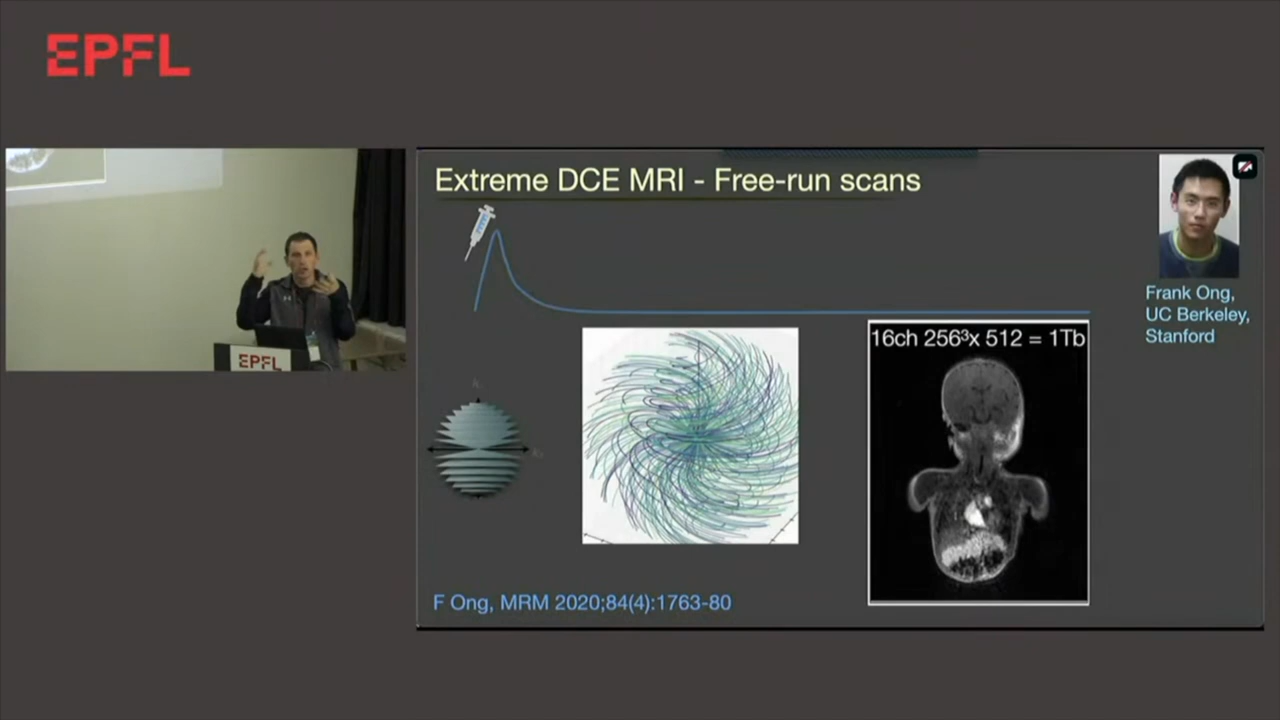 EPFL
EPFL
Extreme DCE MRI - Free-run scans
Frank Ong,
UC Berkeley,
Stanford
16ch 256³x 512 = 1Tb
F Ong, MRM 2020;84(4):1763-80